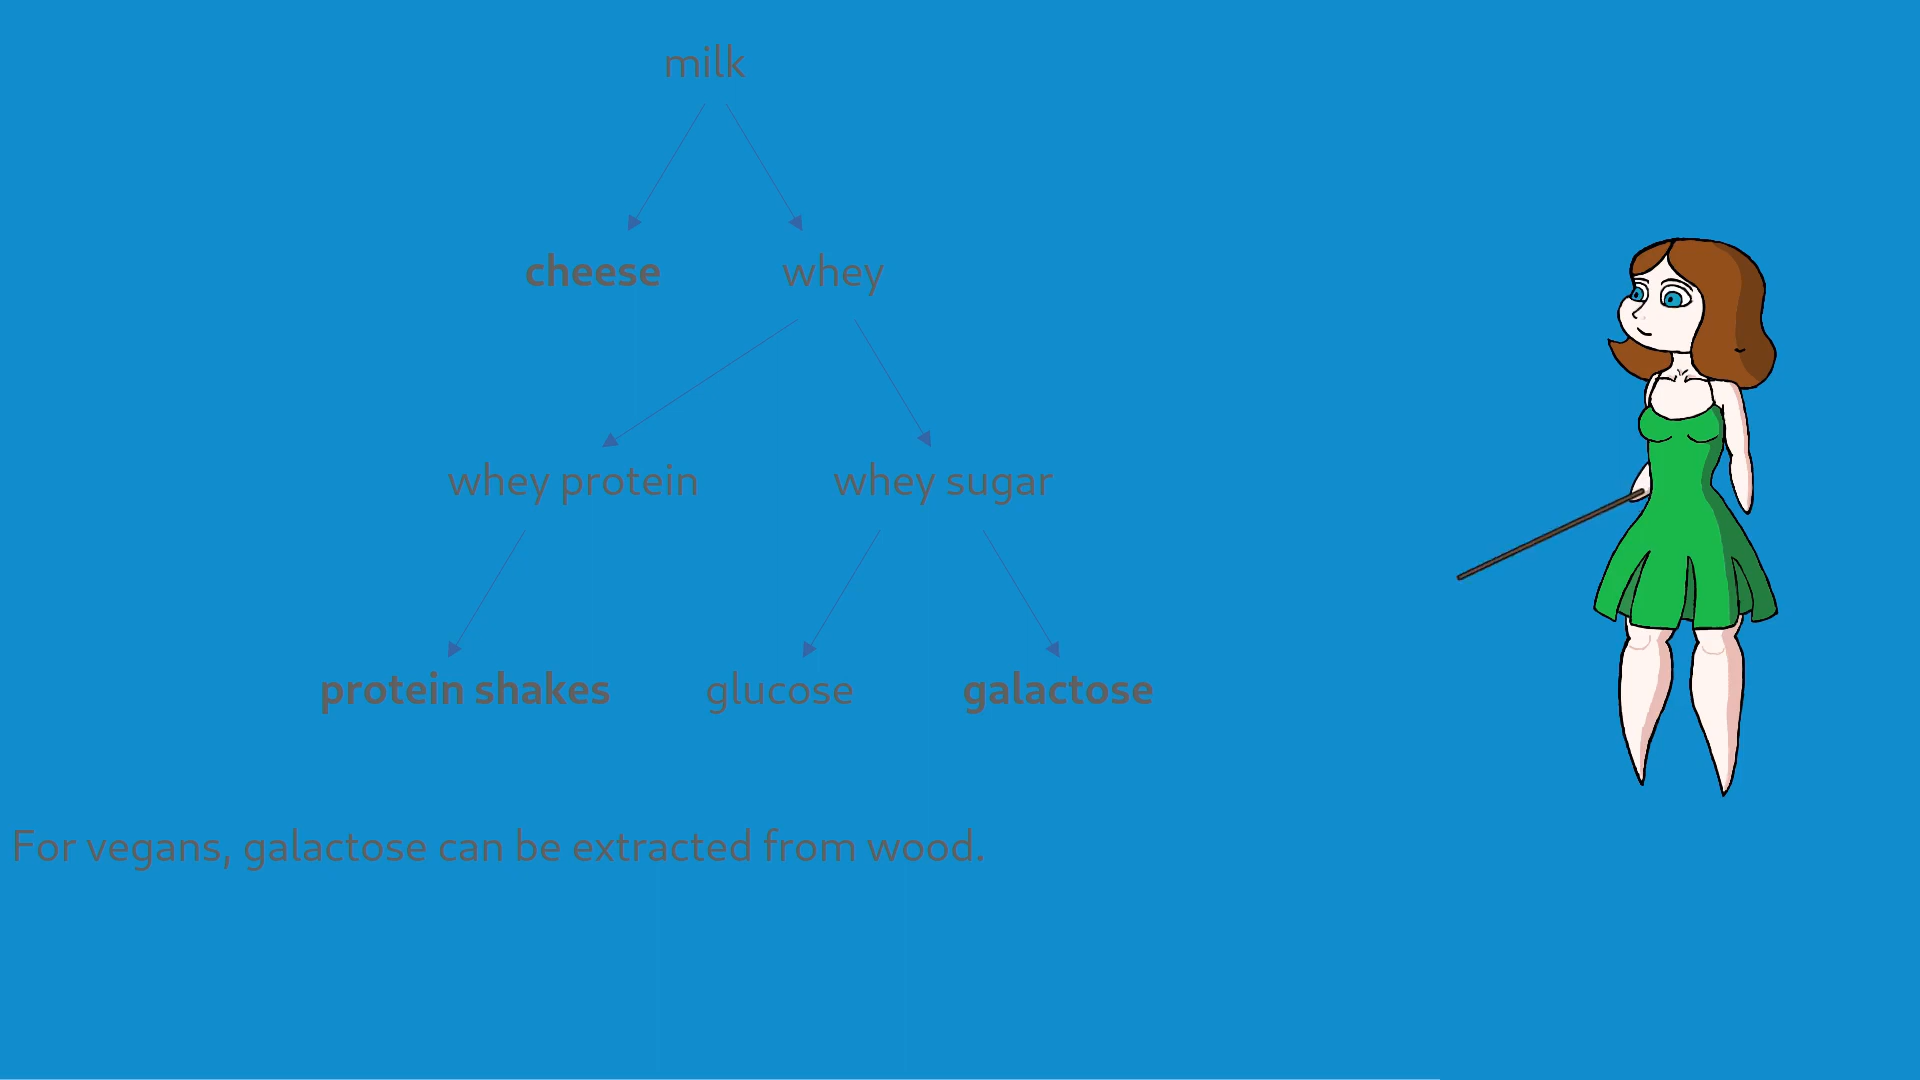 milk
cheese whey
whey protein whey sugar
protein shakes glucose galactose
For vegans, galactose can be extracted from wood.